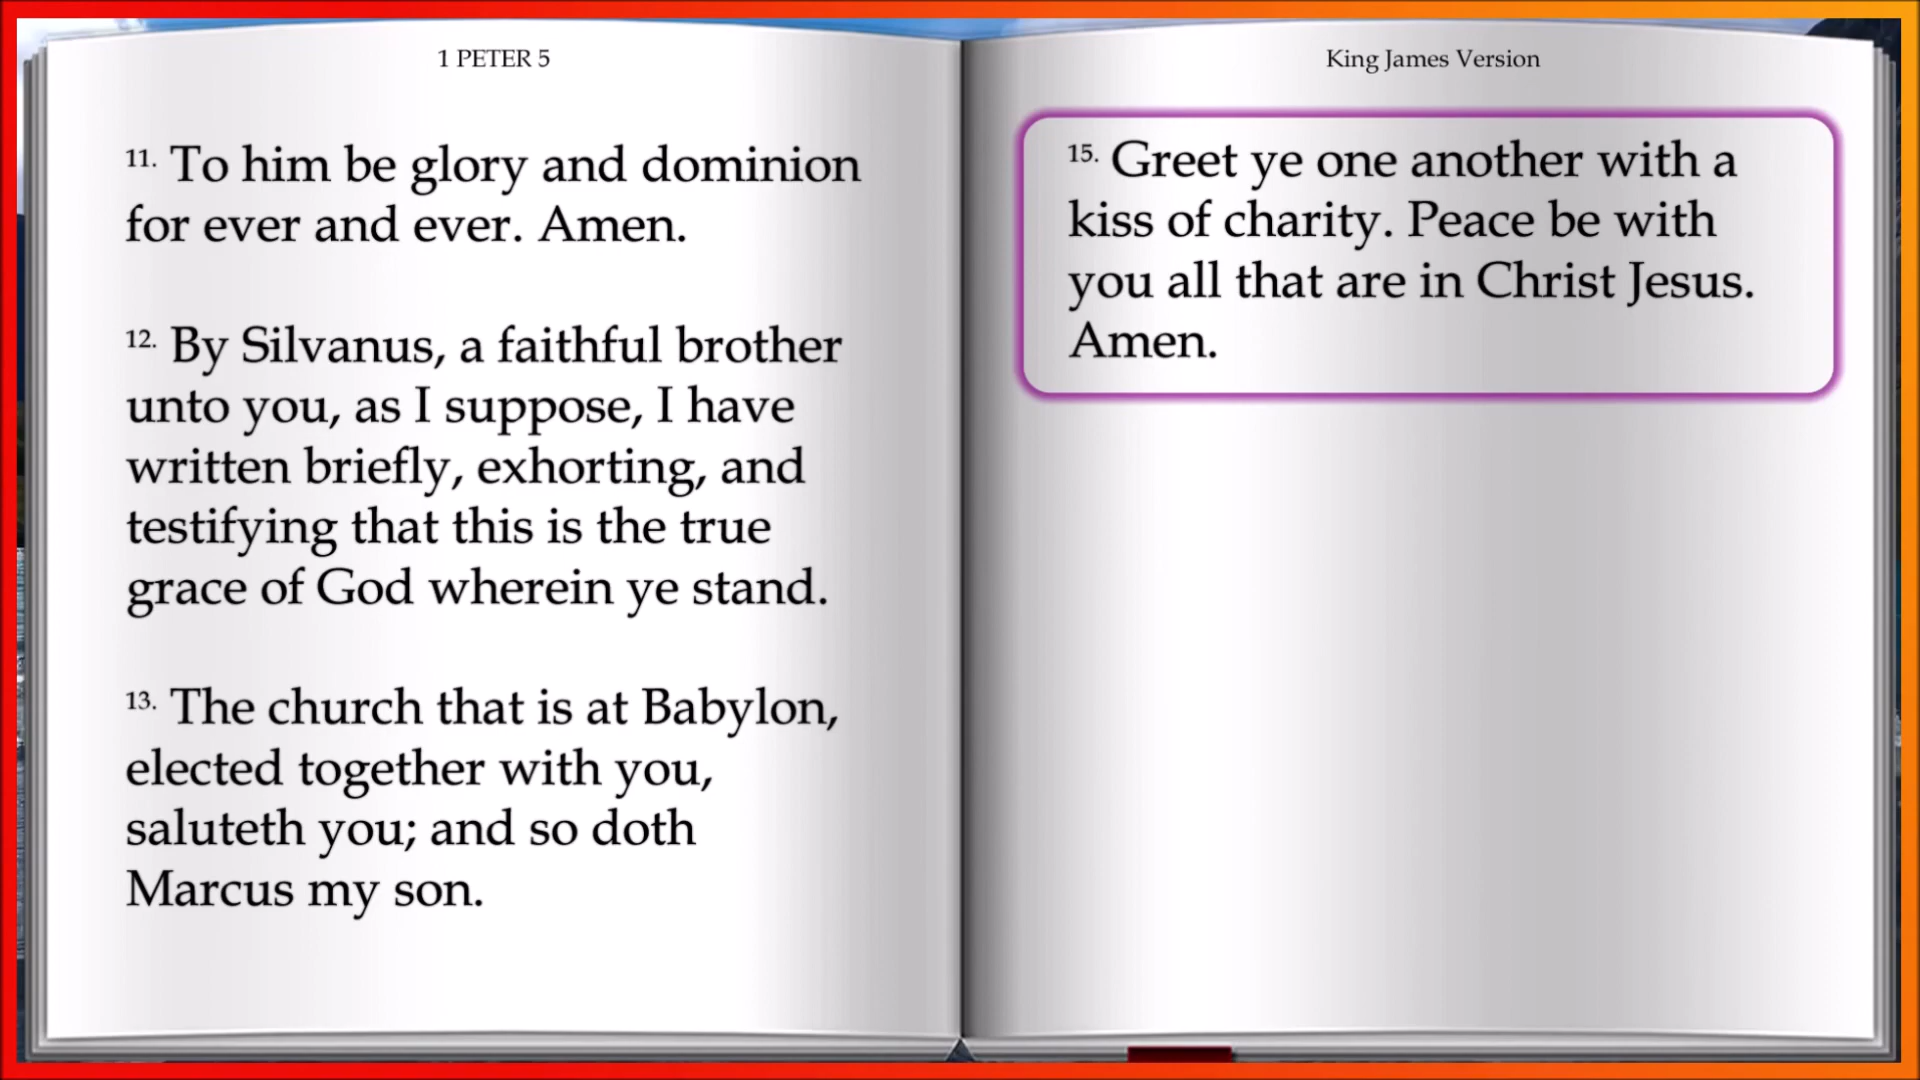 1 PETER 5
11. To him be glory and dominion
for ever and ever. Amen.
12. By Silvanus, a faithful brother
unto you, as I suppose, I have
written briefly, exhorting, and
testifying that this is the true
grace of God wherein ye stand.
13. The church that is at Babylon,
elected together with you,
saluteth you; and so doth
Marcus my son.
King James Version
15. Greet ye one another with a
kiss of charity. Peace be with
you all that are in Christ Jesus.
Amen.